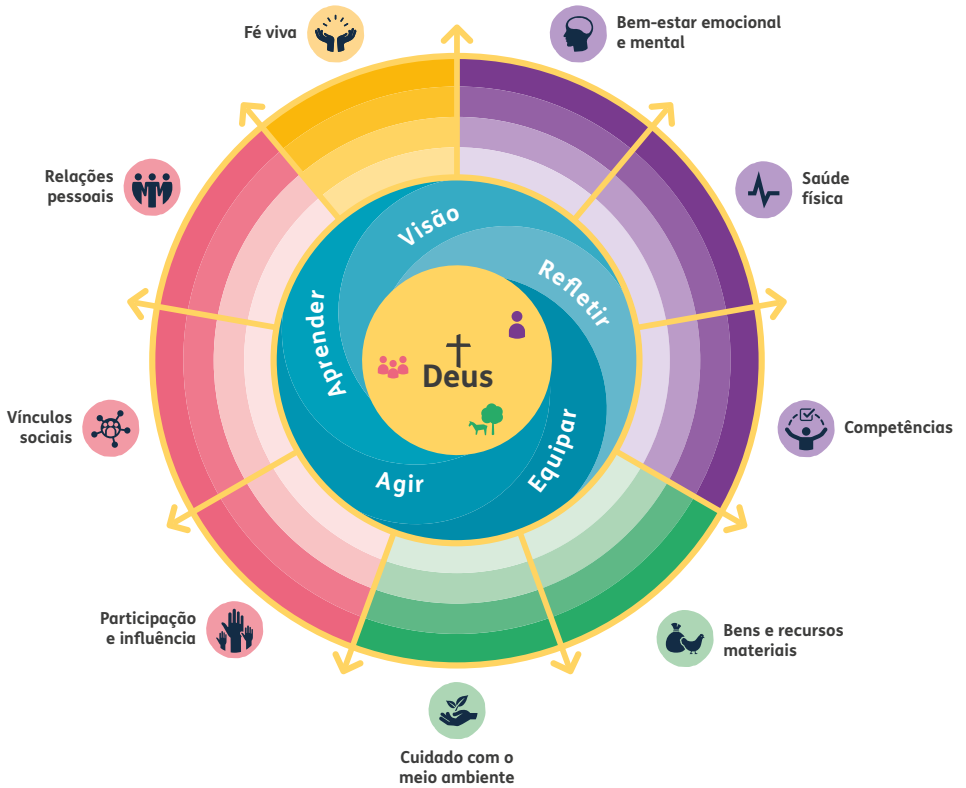 Fé viva
Bem-estar emocional
e mental
Relações
pessoais
Saúde
física
Visão
Refletir
Aprender
Deus
Vínculos
sociais
Competências
Equipar
Agir
Participação
e influência
Bens e recursos
materiais
Cuidado com o
meio ambiente